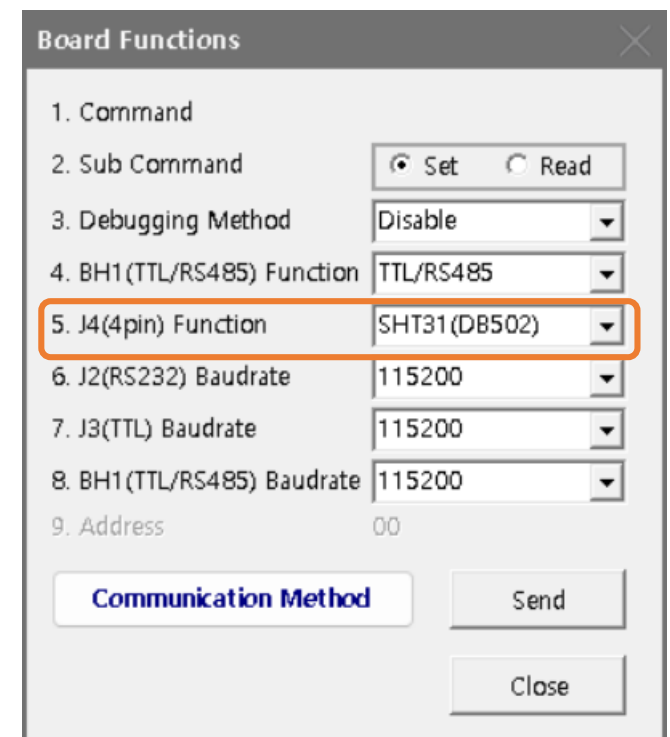 Board Functions
1. Command
2. Sub Command Set Read
3. Debugging Method Disable
4. BH1(TTL/RS485) Function TTL/RS485
5. J4(4pin) Function SHT31(DB502)
6. J2(RS232) Baudrate 115200
7. J3(TTL) Baudrate 115200
8. BH1(TTL/RS485) Baudrate 115200
9. Address 00
Communication Method Send
Close